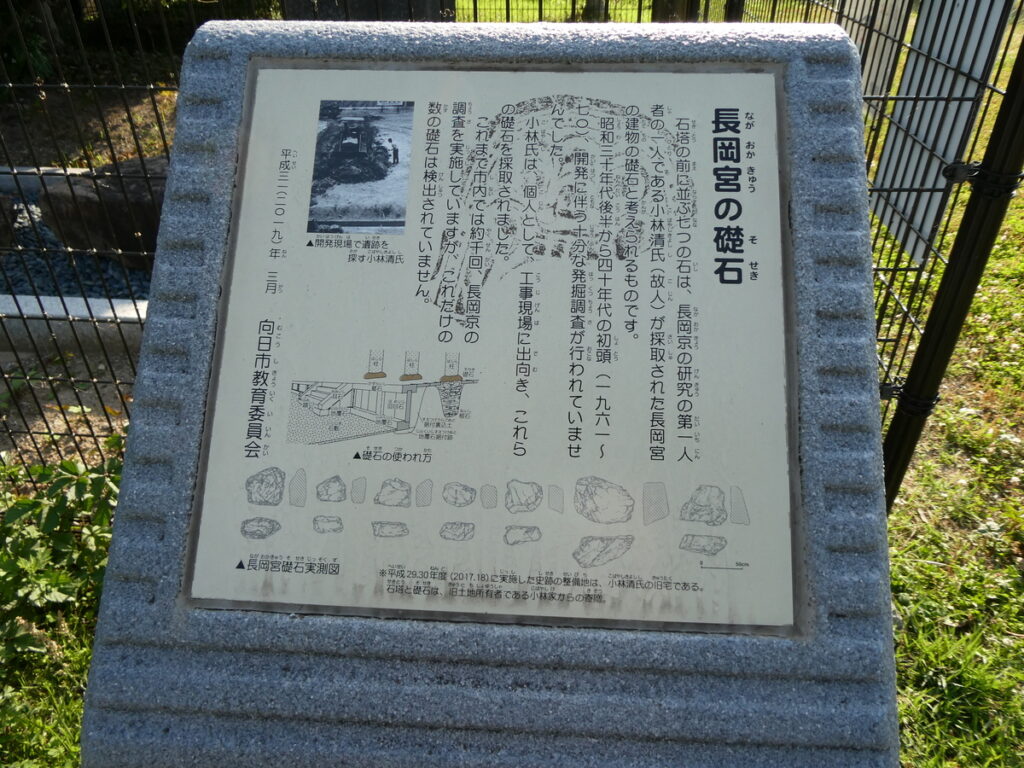 長岡宮の礎石
石塔の前に並ぶ七つの石は、長岡京の研究の第一人
者の一人である小林清氏（故人）が採取された長岡宮
の建物の礎石と考えられるものです。
昭和三十年代後半から四十年代の初頭（一九六一～
七〇）、開発に伴う十分な発掘調査が行われていませ
んでした。
小林氏は、個人として、工事現場に出向き、これら
の礎石を採取されました。
これまで市内では約千回、長岡京の
調査を実施していますが、これだけの
数の礎石は検出されていません。
平成三一（二〇一九）年 三月
向日市教育委員会
▲開発現場で遺跡を
探す小林清氏
▲礎石の使われ方
▲長岡宮礎石実測図
50cm
※平成29.30年度（2017.18）に実施した史跡の整備地は、小林清氏の旧宅である。
石塔と礎石は、旧土地所有者である小林家からの寄贈。